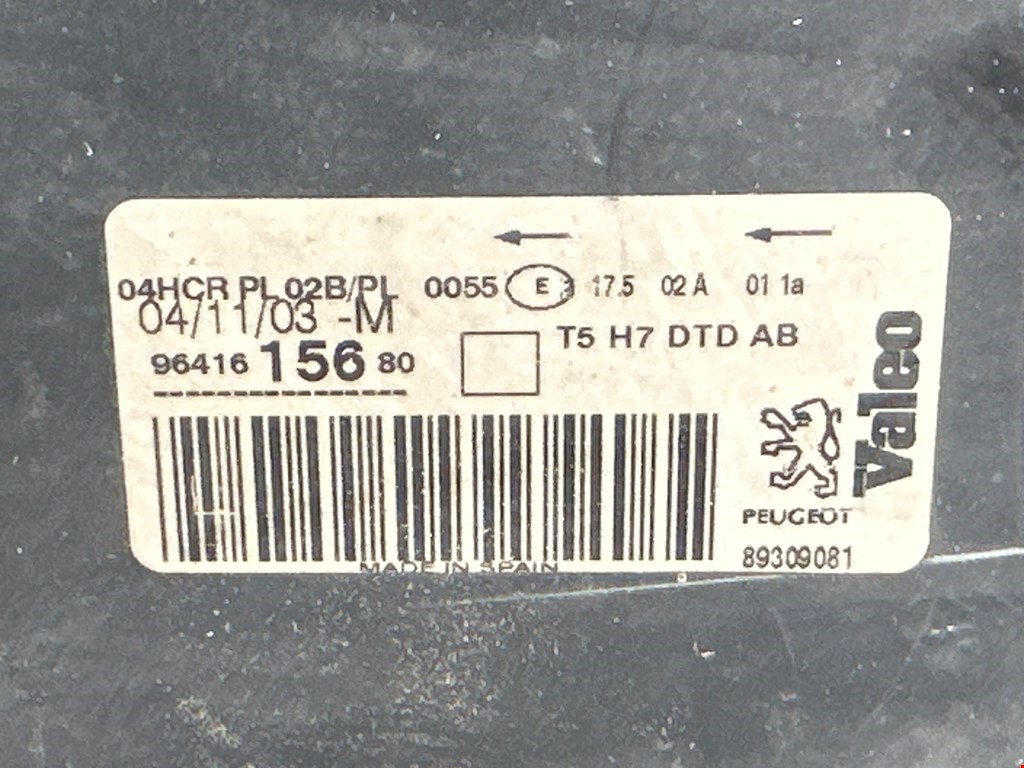 04HCR PL 02B/PL 0055 E 17.5 02 A 01 1a
04/11/03 -M
T5 H7 DTD AB
96416 156 80
Valeo
PEUGEOT
89309081
MADE IN SPAIN